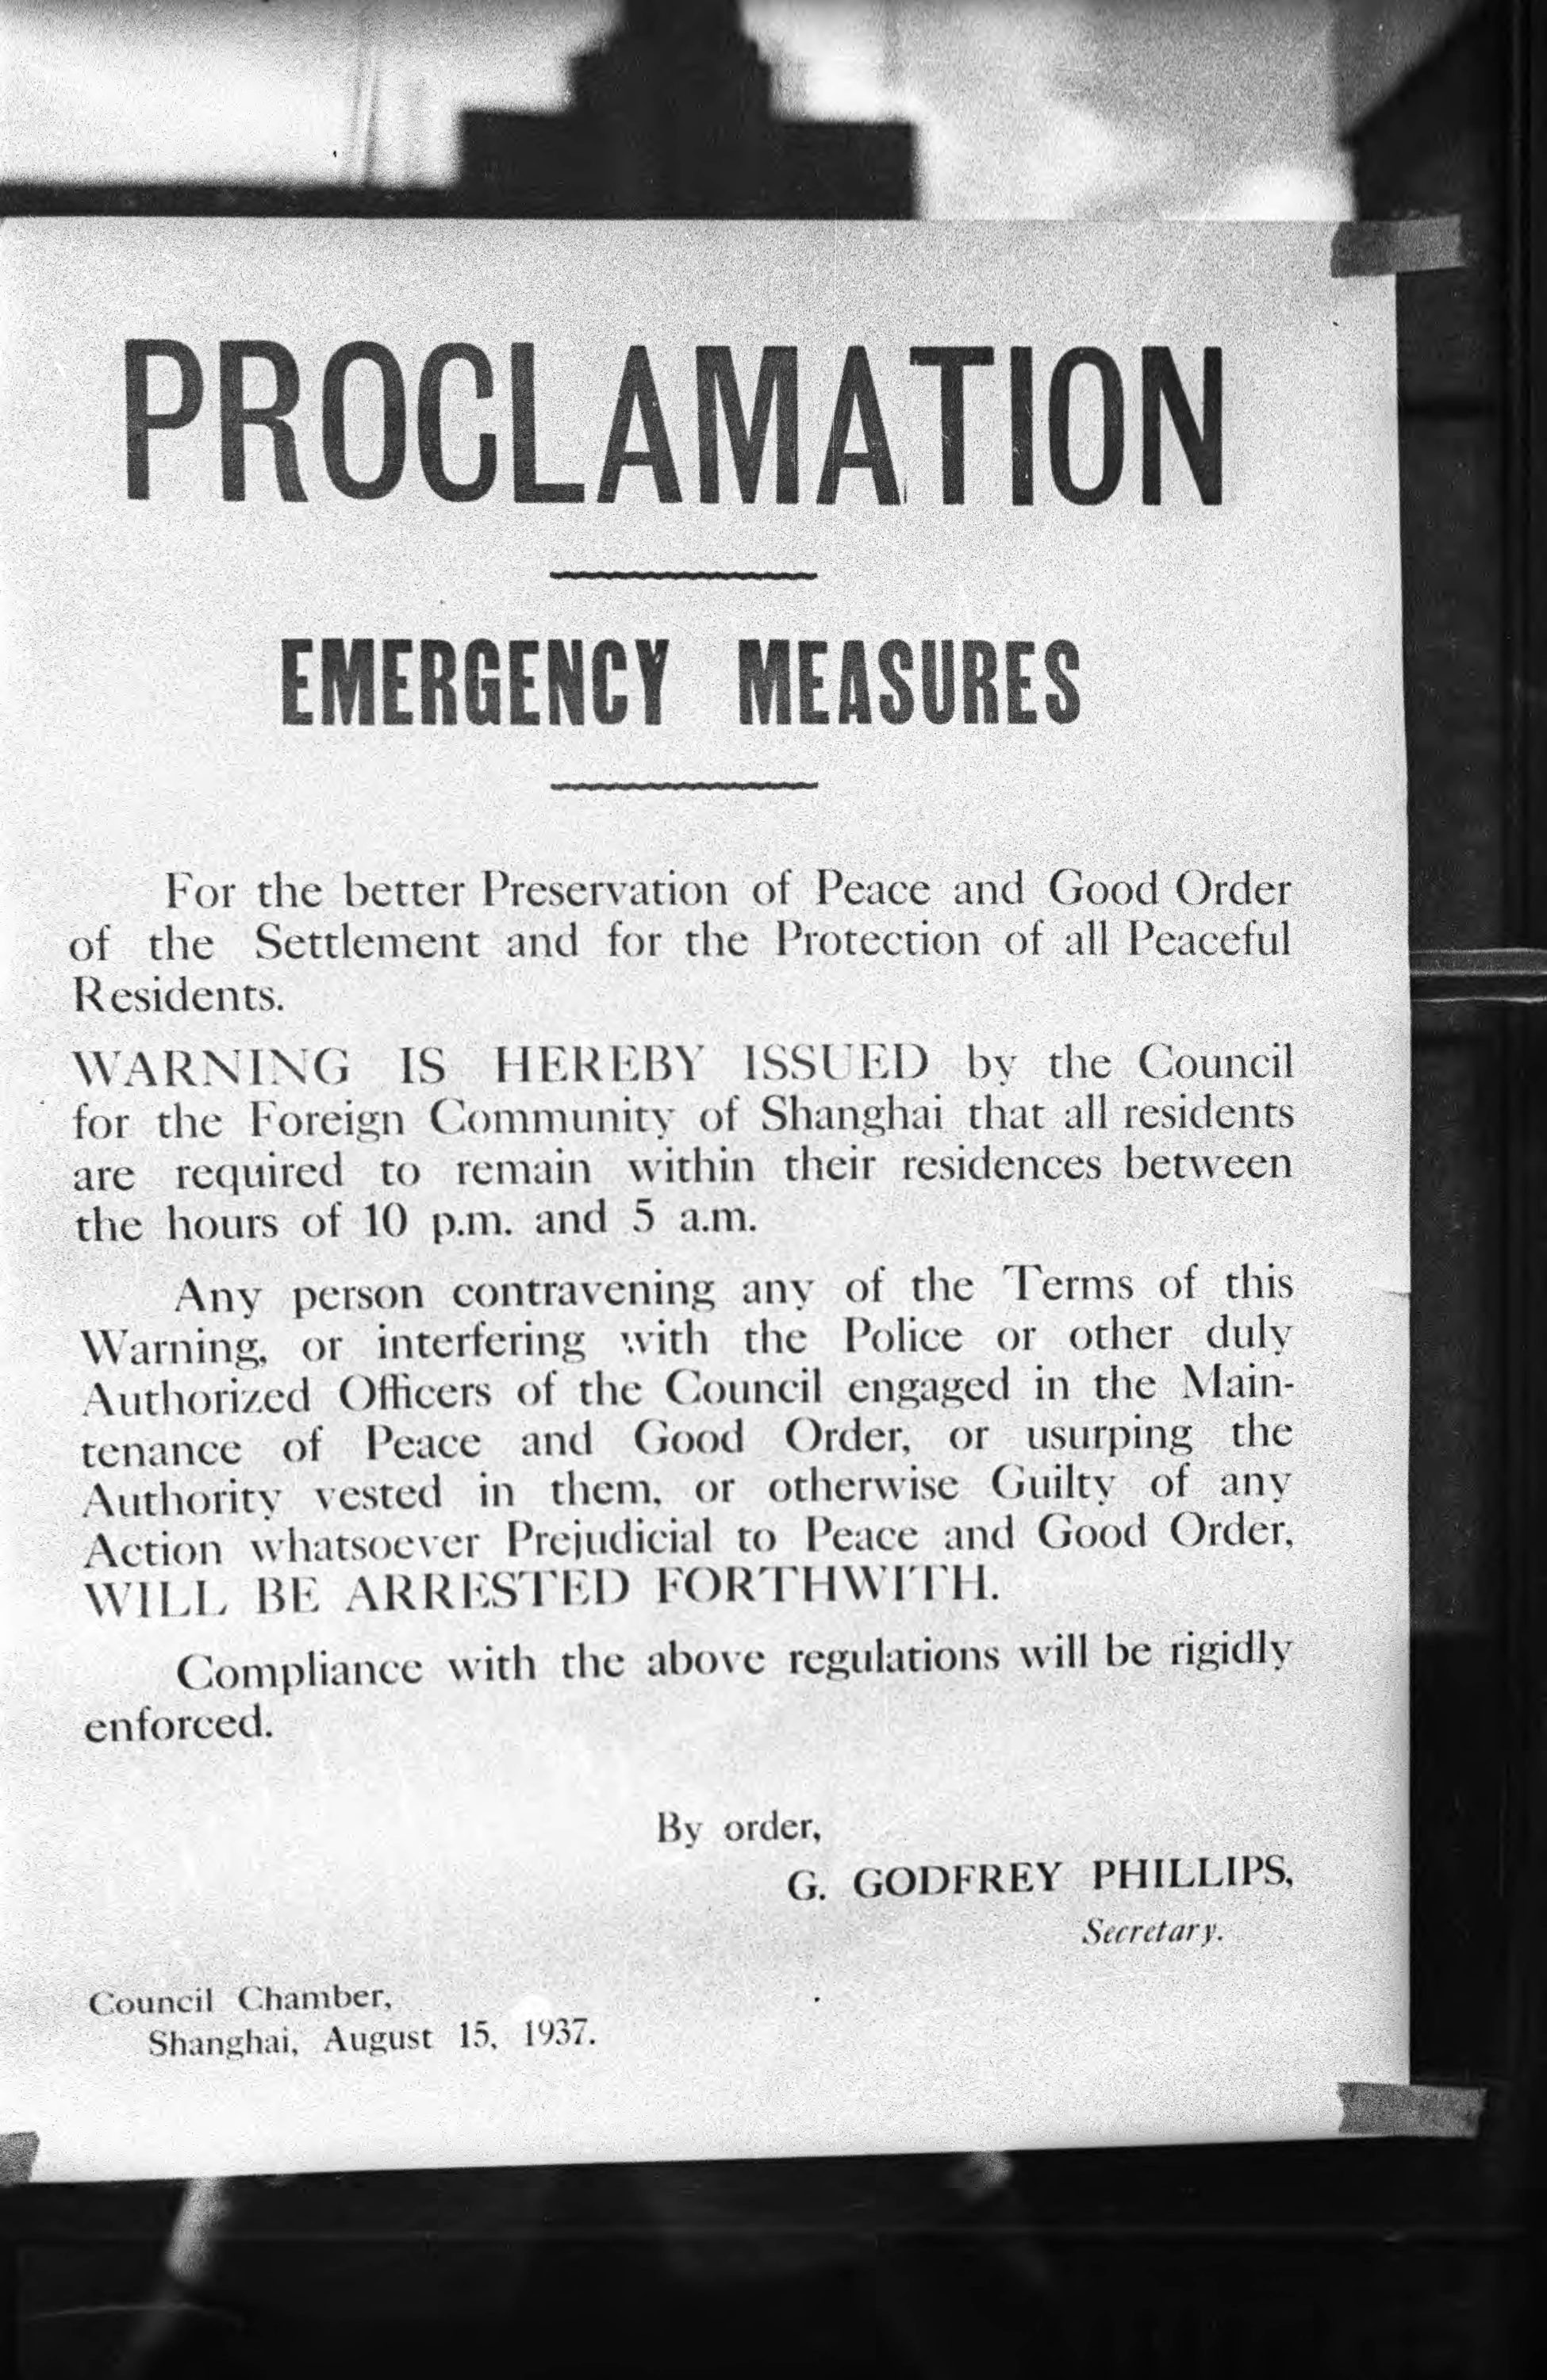 PROCLAMATION
EMERGENCY MEASURES
For the better Preservation of Peace and Good Order
of the Settlement and for the Protection of all Peaceful
Residents.
WARNING IS HEREBY ISSUED by the Council
for the Foreign Community of Shanghai that all residents
are required to remain within their residences between
the hours of 10 p.m. and 5 a.m.
Any person contravening any of the Terms of this
Warning, or interfering with the Police or other duly
Authorized Officers of the Council engaged in the Main-
tenance of Peace and Good Order, or usurping the
Authority vested in them, or otherwise Guilty of any
Action whatsoever Prejudicial to Peace and Good Order,
WILL BE ARRESTED FORTHWITH.
Compliance with the above regulations will be rigidly
enforced.
By order,
G. GODFREY PHILLIPS,
Secretary.
Council Chamber,
Shanghai, August 15, 1937.